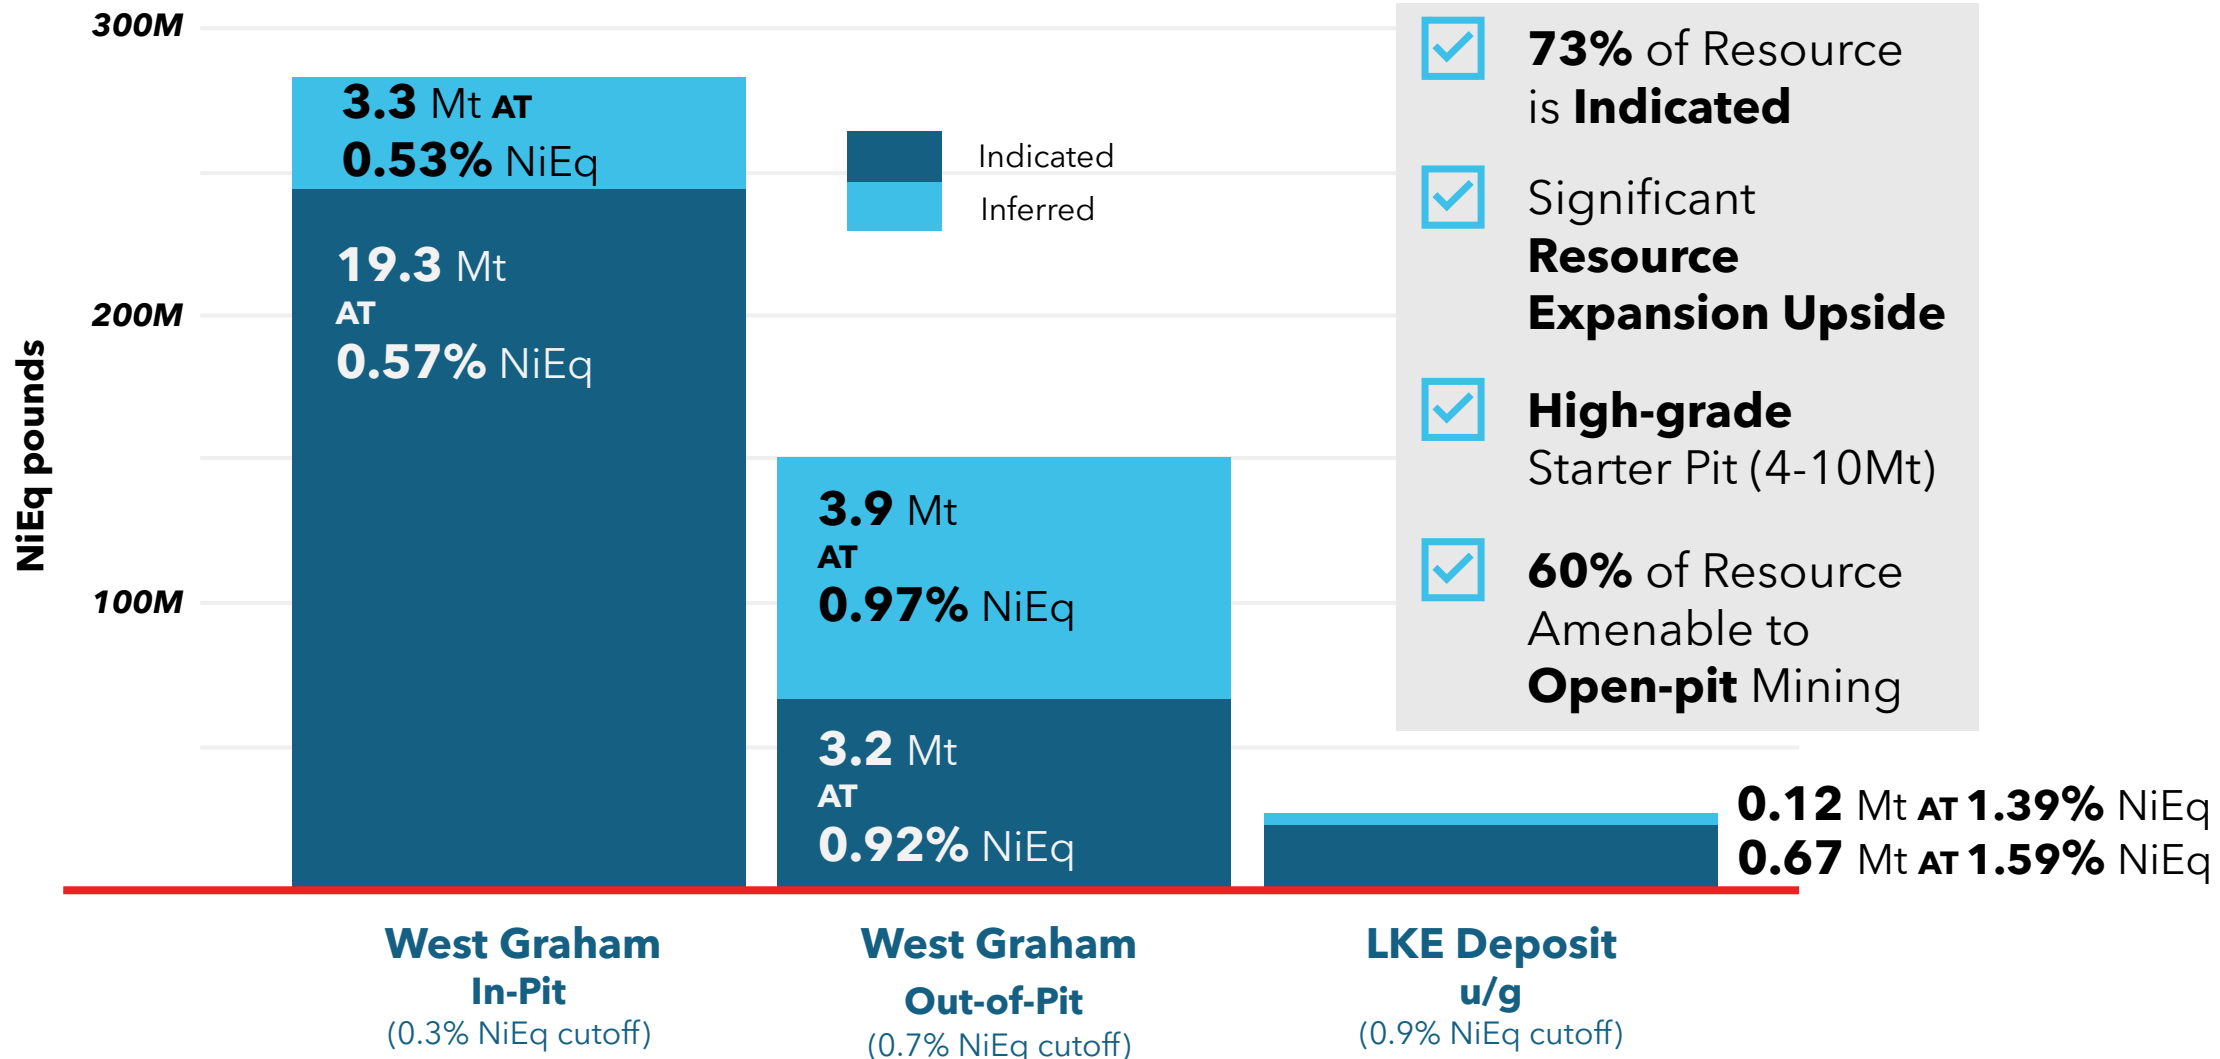 300M
200M
100M
NiEq pounds
3.3 Mt AT
0.53% NiEq
19.3 Mt
AT
0.57% NiEq
Indicated
Inferred
3.9 Mt
AT
0.97% NiEq
3.2 Mt
AT
0.92% NiEq
0.12 Mt AT 1.39% NiEq
0.67 Mt AT 1.59% NiEq
West Graham
In-Pit
(0.3% NiEq cutoff)
West Graham
Out-of-Pit
(0.7% NiEq cutoff)
LKE Deposit
u/g
(0.9% NiEq cutoff)
73% of Resource
is Indicated
Significant
Resource
Expansion Upside
High-grade
Starter Pit (4-10Mt)
60% of Resource
Amenable to
Open-pit Mining